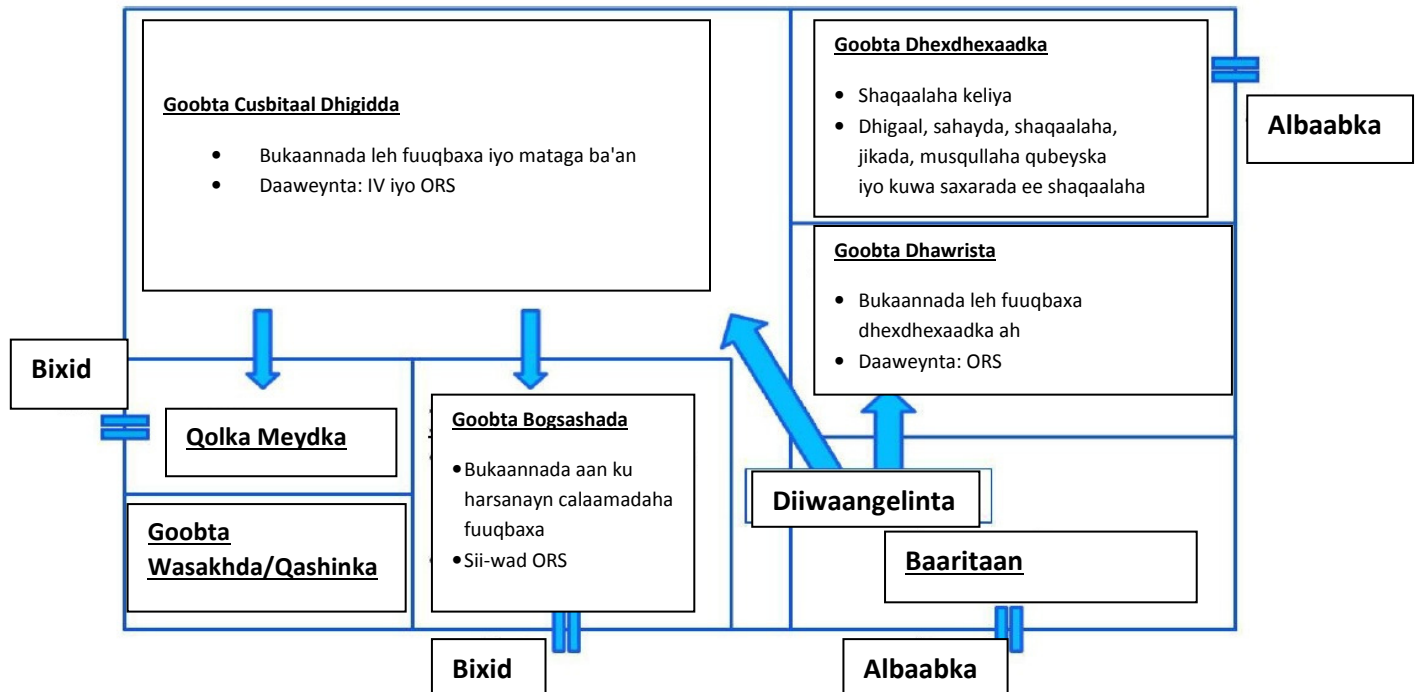 Goobta Cusbitaal Dhigidda
• Bukaannada leh fuuqbaxa iyo mataga ba'an
• Daaweynta: IV iyo ORS
Goobta Dhexdhexaadka
• Shaqaalaha keliya
• Dhigaal, sahayda, shaqaalaha,
jikada, musqullaha qubeyska
iyo kuwa saxarada ee shaqaalaha
Albaabka
Goobta Dhawrista
• Bukaannada leh fuuqbaxa
dhexdhexaadka ah
• Daaweynta: ORS
Bixid
Qolka Meydka
Goobta
Wasakhda/Qashinka
Goobta Bogsashada
• Bukaannada aan ku
harsanayn calaamadaha
fuuqbaxa
• Sii-wad ORS
Diiwaangelinta
Baaritaan
Bixid
Albaabka